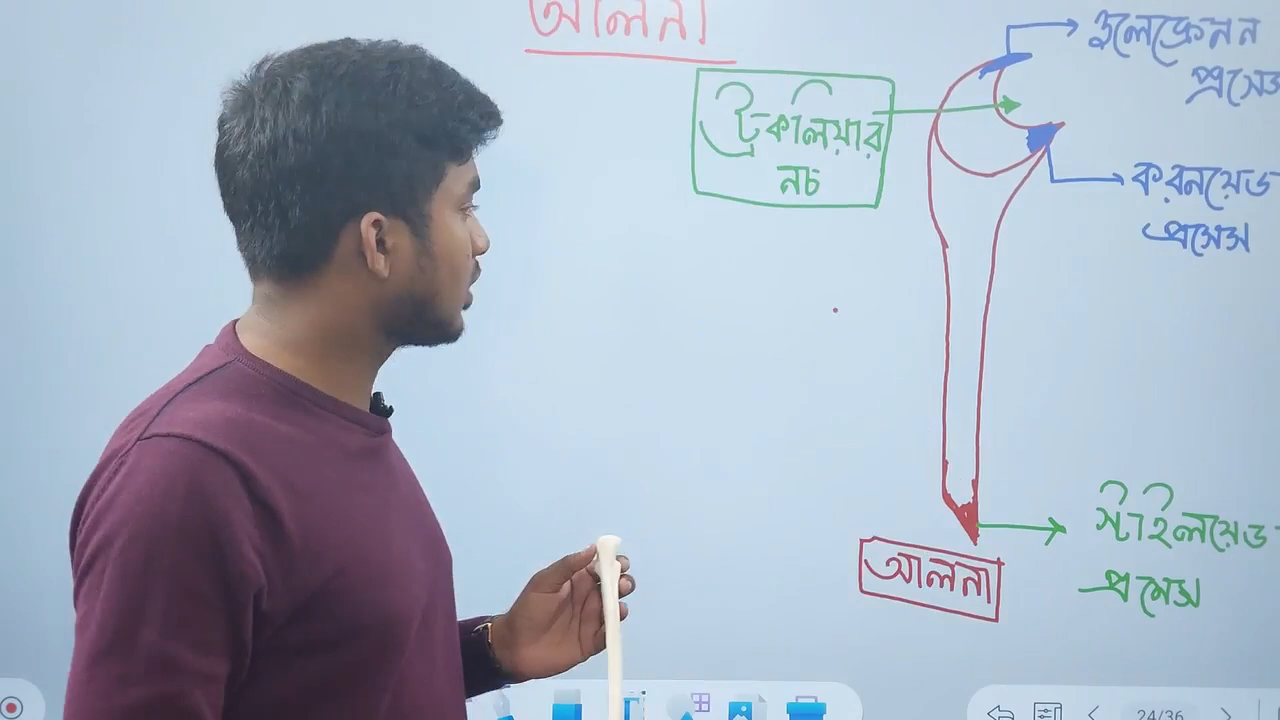 আলনা
ওলেক্রেনন
প্রসেস
ট্রকলিয়ার
নচ
করনয়েড
প্রসেস
স্টাইলয়েড
প্রসেস
আলনা
24/36